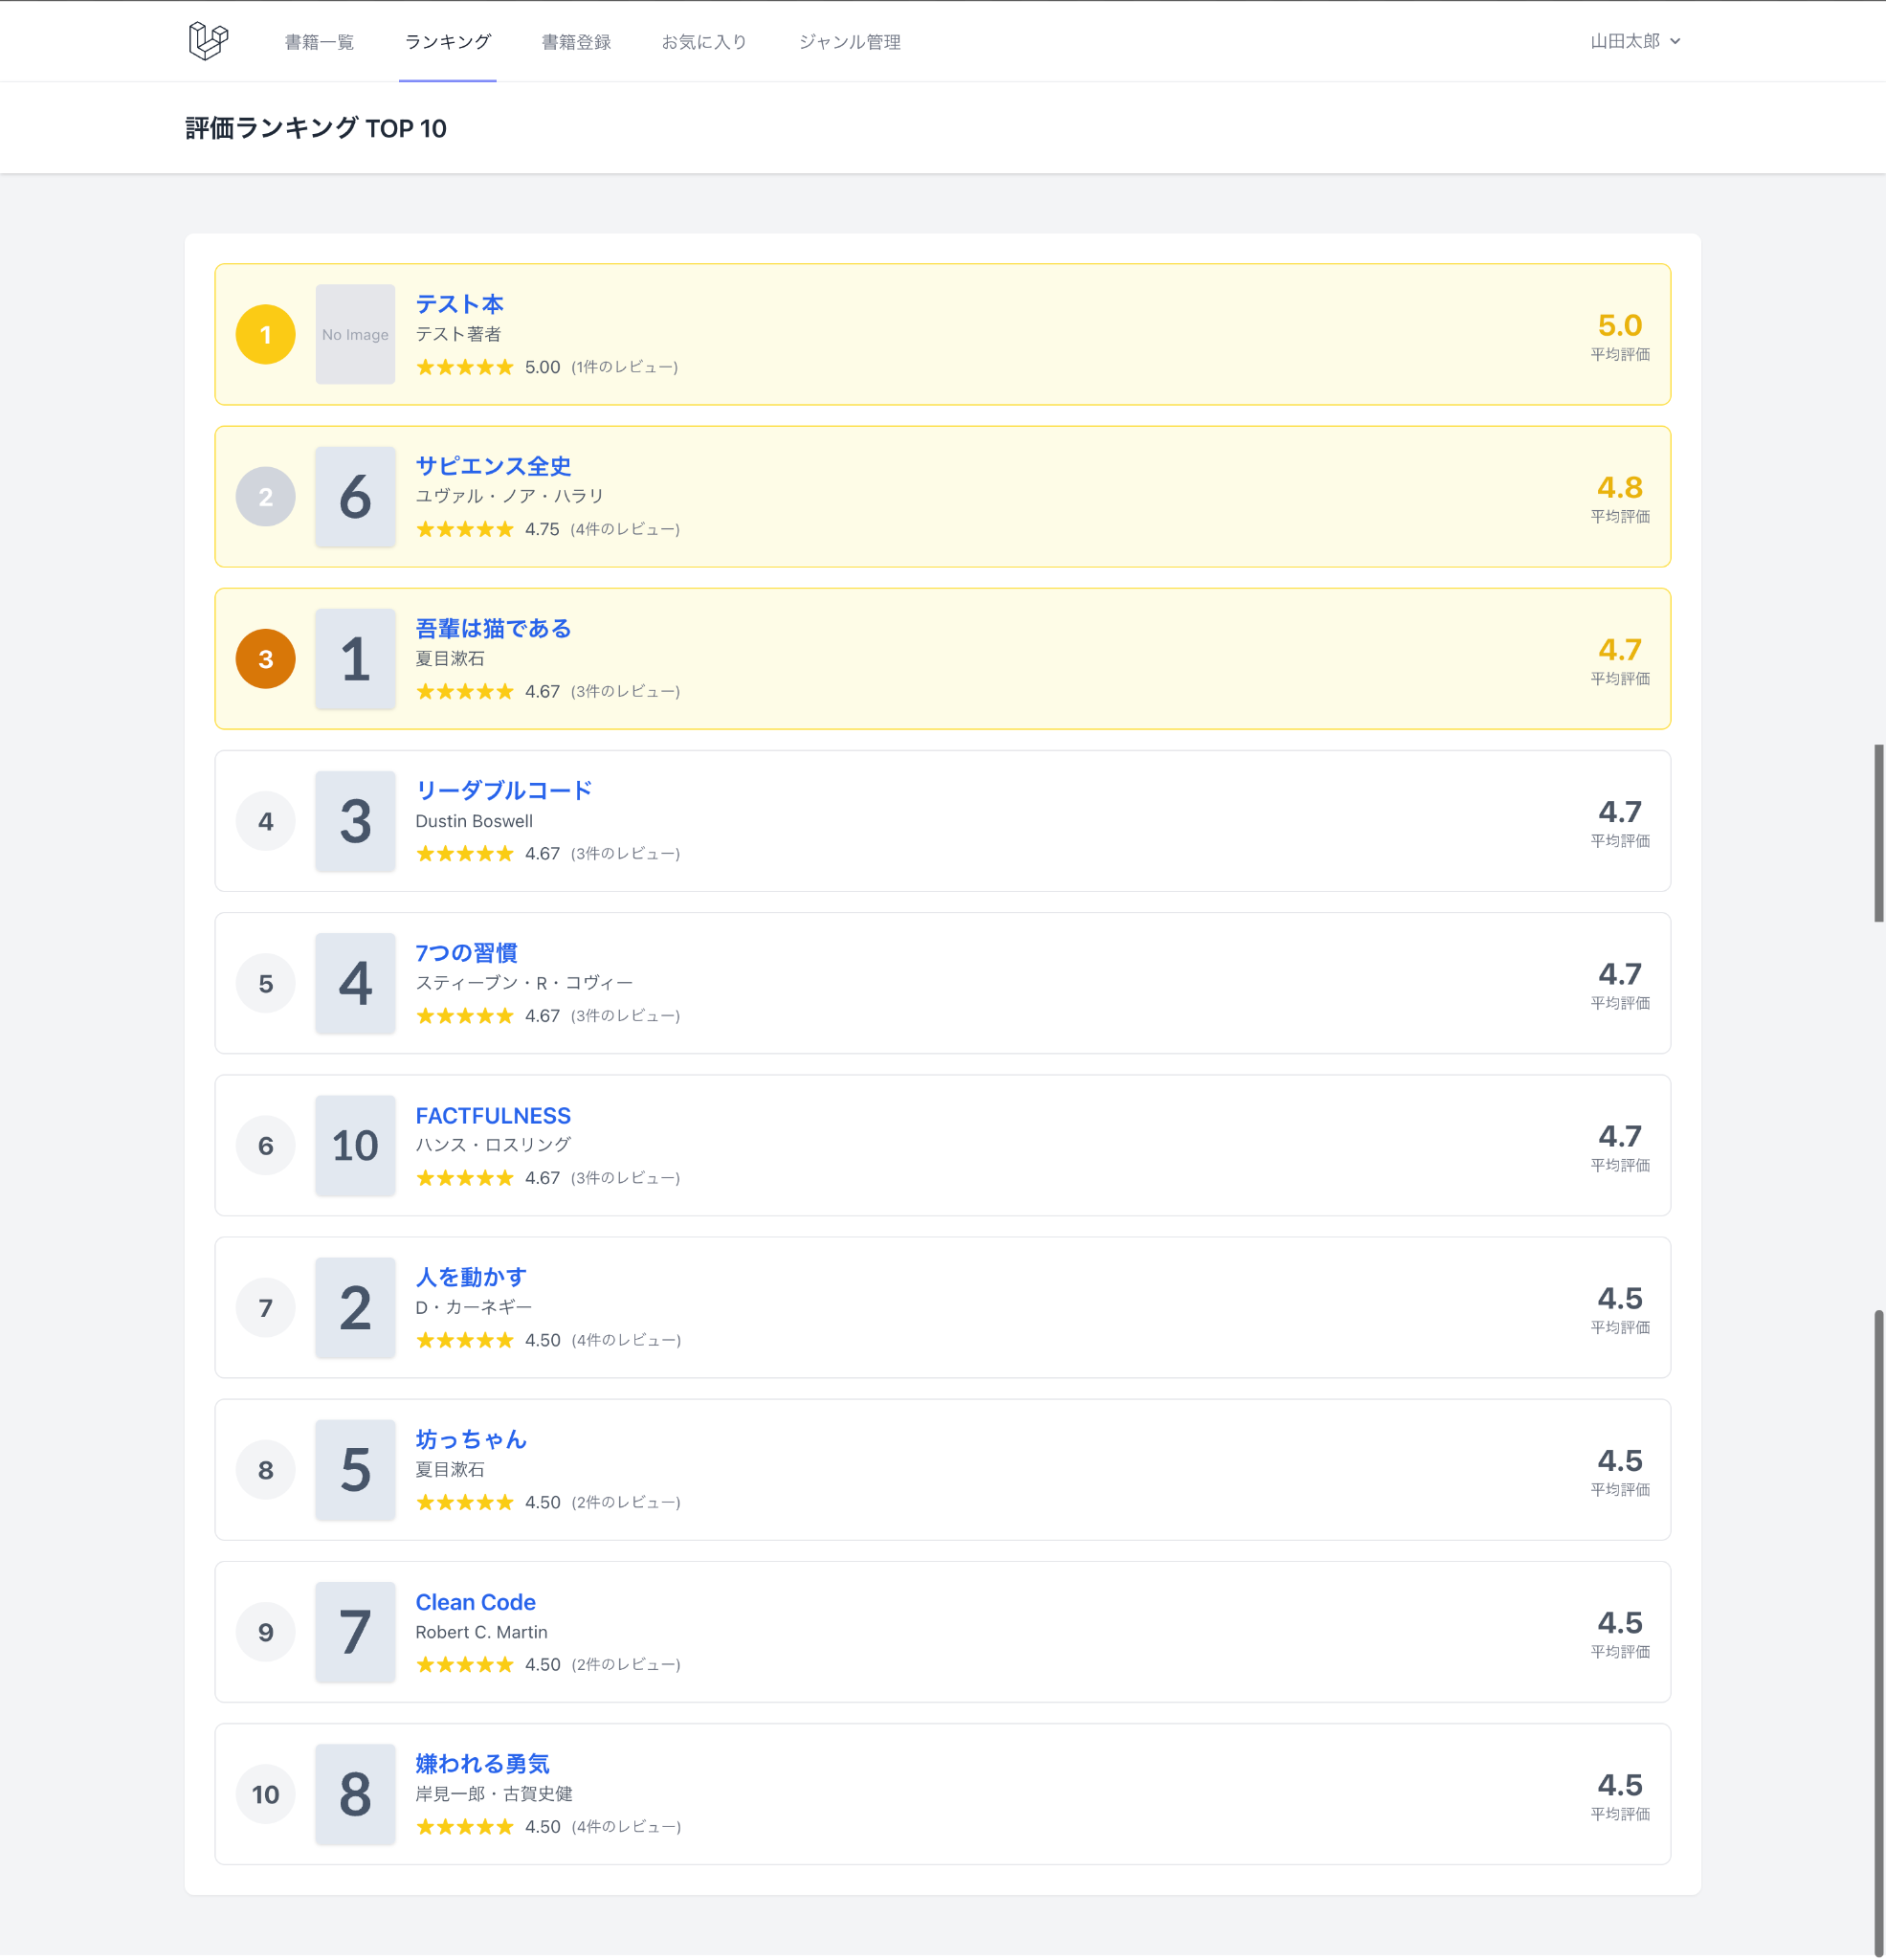 書籍一覧 ランキング 書籍登録 お気に入り ジャンル管理 山田太郎
評価ランキング TOP 10
1
No Image
テスト本
テスト著者
★★★★★ 5.00 (1件のレビュー)
5.0
平均評価
2
6
サピエンス全史
ユヴァル・ノア・ハラリ
★★★★★ 4.75 (4件のレビュー)
4.8
平均評価
3
1
吾輩は猫である
夏目漱石
★★★★★ 4.67 (3件のレビュー)
4.7
平均評価
4
3
リーダブルコード
Dustin Boswell
★★★★★ 4.67 (3件のレビュー)
4.7
平均評価
5
4
7つの習慣
スティーブン・R・コヴィー
★★★★★ 4.67 (3件のレビュー)
4.7
平均評価
6
10
FACTFULNESS
ハンス・ロスリング
★★★★★ 4.67 (3件のレビュー)
4.7
平均評価
7
2
人を動かす
D・カーネギー
★★★★★ 4.50 (4件のレビュー)
4.5
平均評価
8
5
坊っちゃん
夏目漱石
★★★★★ 4.50 (2件のレビュー)
4.5
平均評価
9
7
Clean Code
Robert C. Martin
★★★★★ 4.50 (2件のレビュー)
4.5
平均評価
10
8
嫌われる勇気
岸見一郎・古賀史健
★★★★★ 4.50 (4件のレビュー)
4.5
平均評価